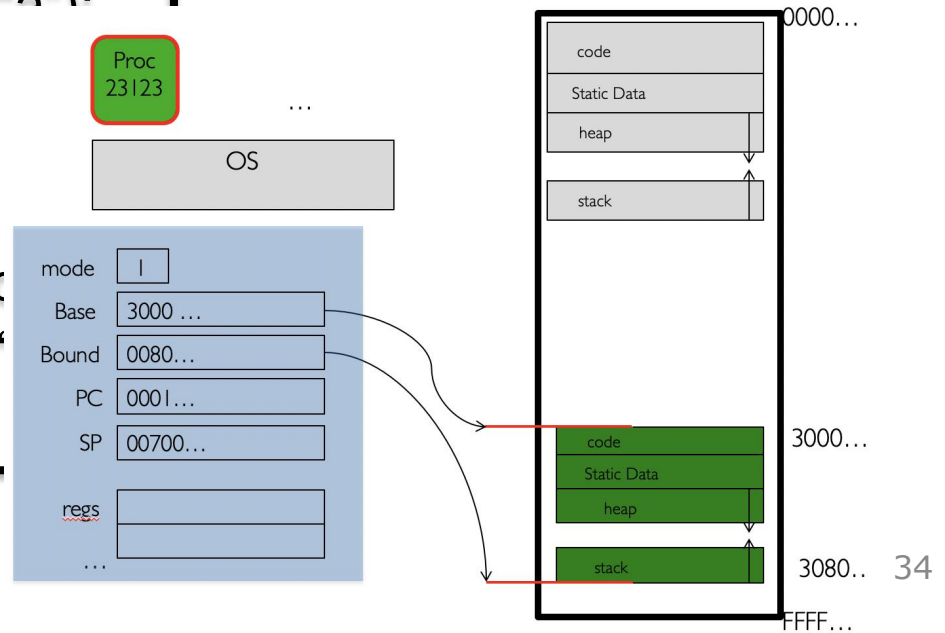 Proc
23123
...
OS
mode 1
Base 3000 ...
Bound 0080...
PC 0001...
SP 00700...
regs
...
0000...
code
Static Data
heap
stack
code
3000...
Static Data
heap
stack
3080..
34
FFFF...